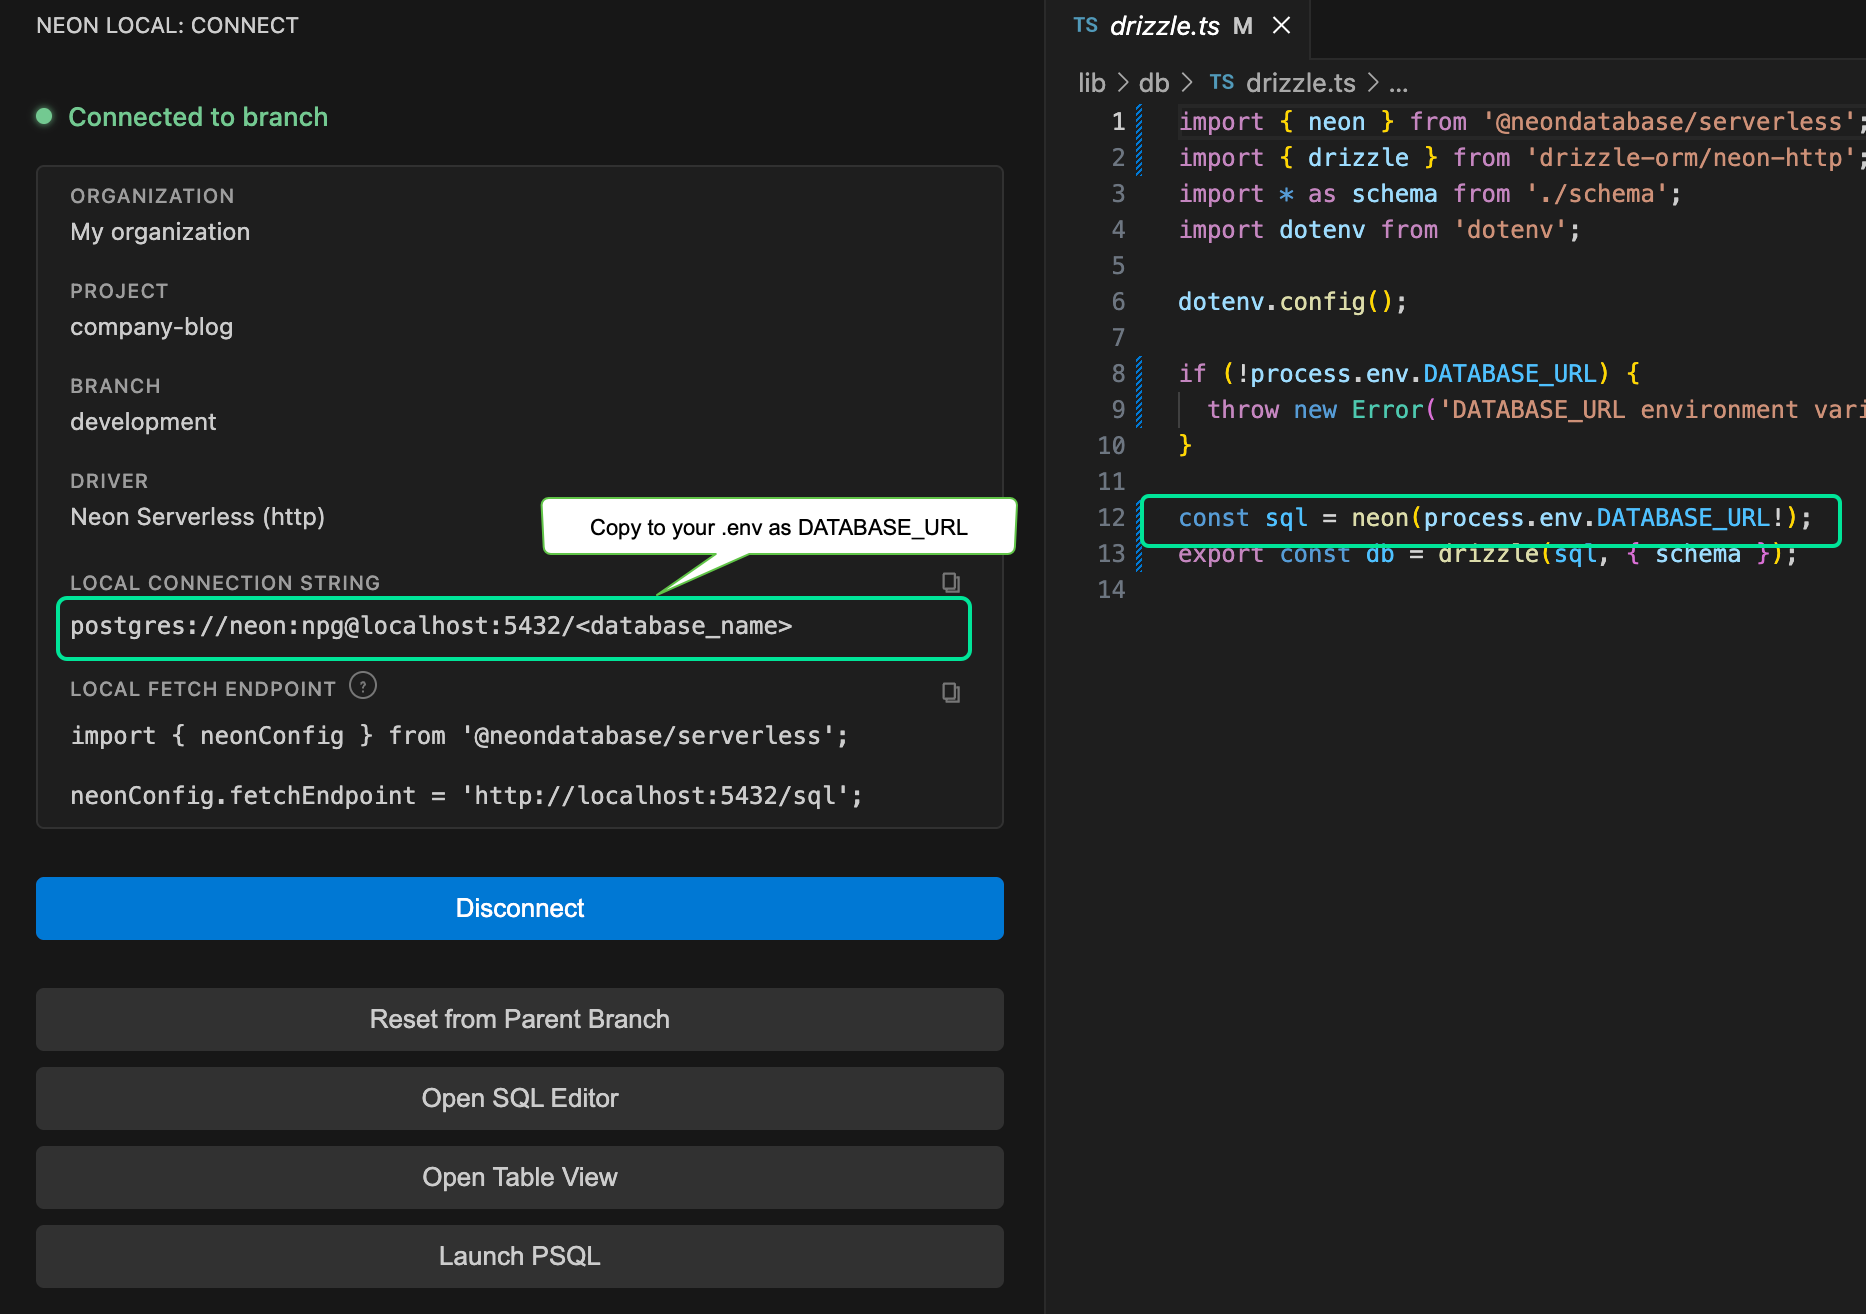 NEON LOCAL: CONNECT
Connected to branch
ORGANIZATION
My organization
PROJECT
company-blog
BRANCH
development
DRIVER
Neon Serverless (http)
Copy to your .env as DATABASE_URL
LOCAL CONNECTION STRING
postgres://neon:npg@localhost:5432/<database_name>
LOCAL FETCH ENDPOINT ?
import { neonConfig } from '@neondatabase/serverless';
neonConfig.fetchEndpoint = 'http://localhost:5432/sql';
Disconnect
Reset from Parent Branch
Open SQL Editor
Open Table View
Launch PSQL
TS drizzle.ts M
lib > db > TS drizzle.ts > ...
1 import { neon } from '@neondatabase/serverless';
2 import { drizzle } from 'drizzle-orm/neon-http';
3 import * as schema from './schema';
4 import dotenv from 'dotenv';
5
6 dotenv.config();
7
8 if (!process.env.DATABASE_URL) {
9 throw new Error('DATABASE_URL environment vari
10 }
11
12 const sql = neon(process.env.DATABASE_URL!);
13 export const db = drizzle(sql, { schema });
14